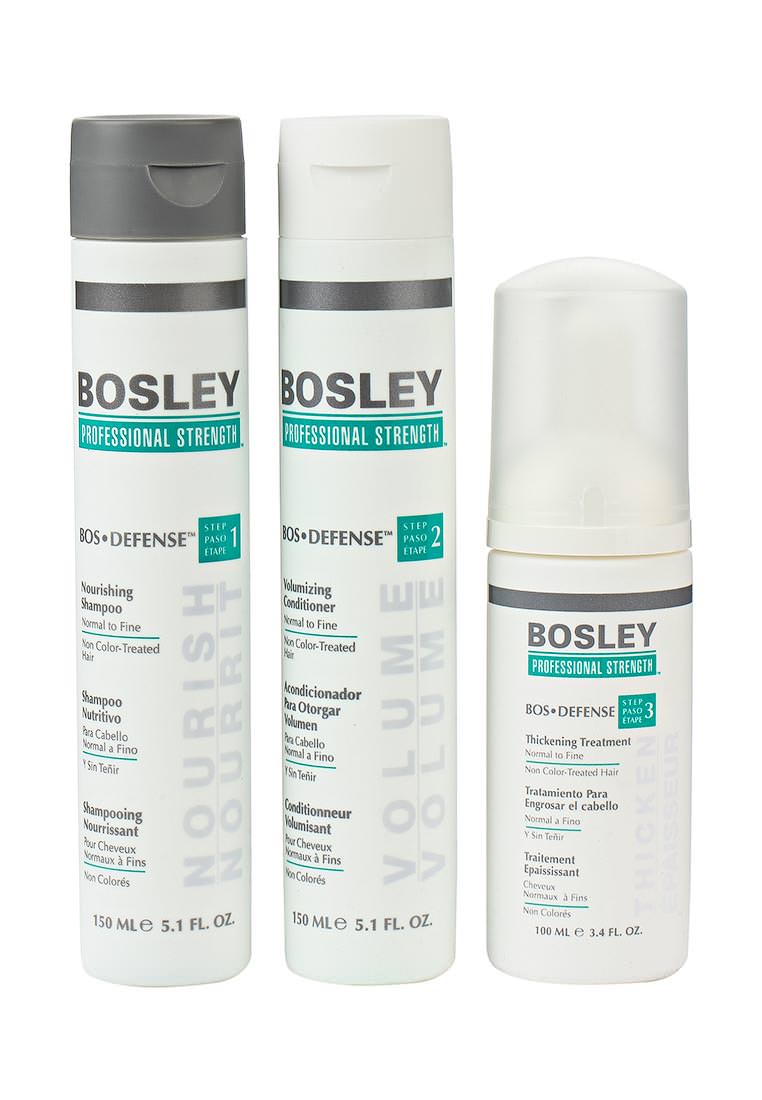 BOSLEY
PROFESSIONAL STRENGTH™
BOS•DEFENSE™
STEP
PASO
ÉTAPE
1
Nourishing
Shampoo
Normal to Fine
Non Color-Treated
Hair
Shampoo
Nutritivo
Para Cabello
Normal a Fino
Y Sin Teñir
Shampooing
Nourrissant
Pour Cheveux
Normaux à Fins
Non Colorés
NOURISH
NOURRIT
150 ML e 5.1 FL. OZ.
BOSLEY
PROFESSIONAL STRENGTH™
BOS•DEFENSE™
STEP
PASO
ÉTAPE
2
Volumizing
Conditioner
Normal to Fine
Non Color-Treated
Hair
Acondicionador
Para Otorgar
Volumen
Para Cabello
Normal a Fino
Y Sin Teñir
Conditionneur
Volumisant
Pour Cheveux
Normaux à Fins
Non Colorés
VOLUME
VOLUME
150 ML e 5.1 FL. OZ.
BOSLEY
PROFESSIONAL STRENGTH™
BOS•DEFENSE
STEP
PASO
ÉTAPE
3
Thickening Treatment
Normal to Fine
Non Color-Treated Hair
Tratamiento Para
Engrosar el cabello
Normal a Fino
Y Sin Teñir
Traitement
Epaississant
Cheveux
Normaux à Fins
Non Colorés
THICKEN
ÉPAISSEUR
100 ML e 3.4 FL. OZ.